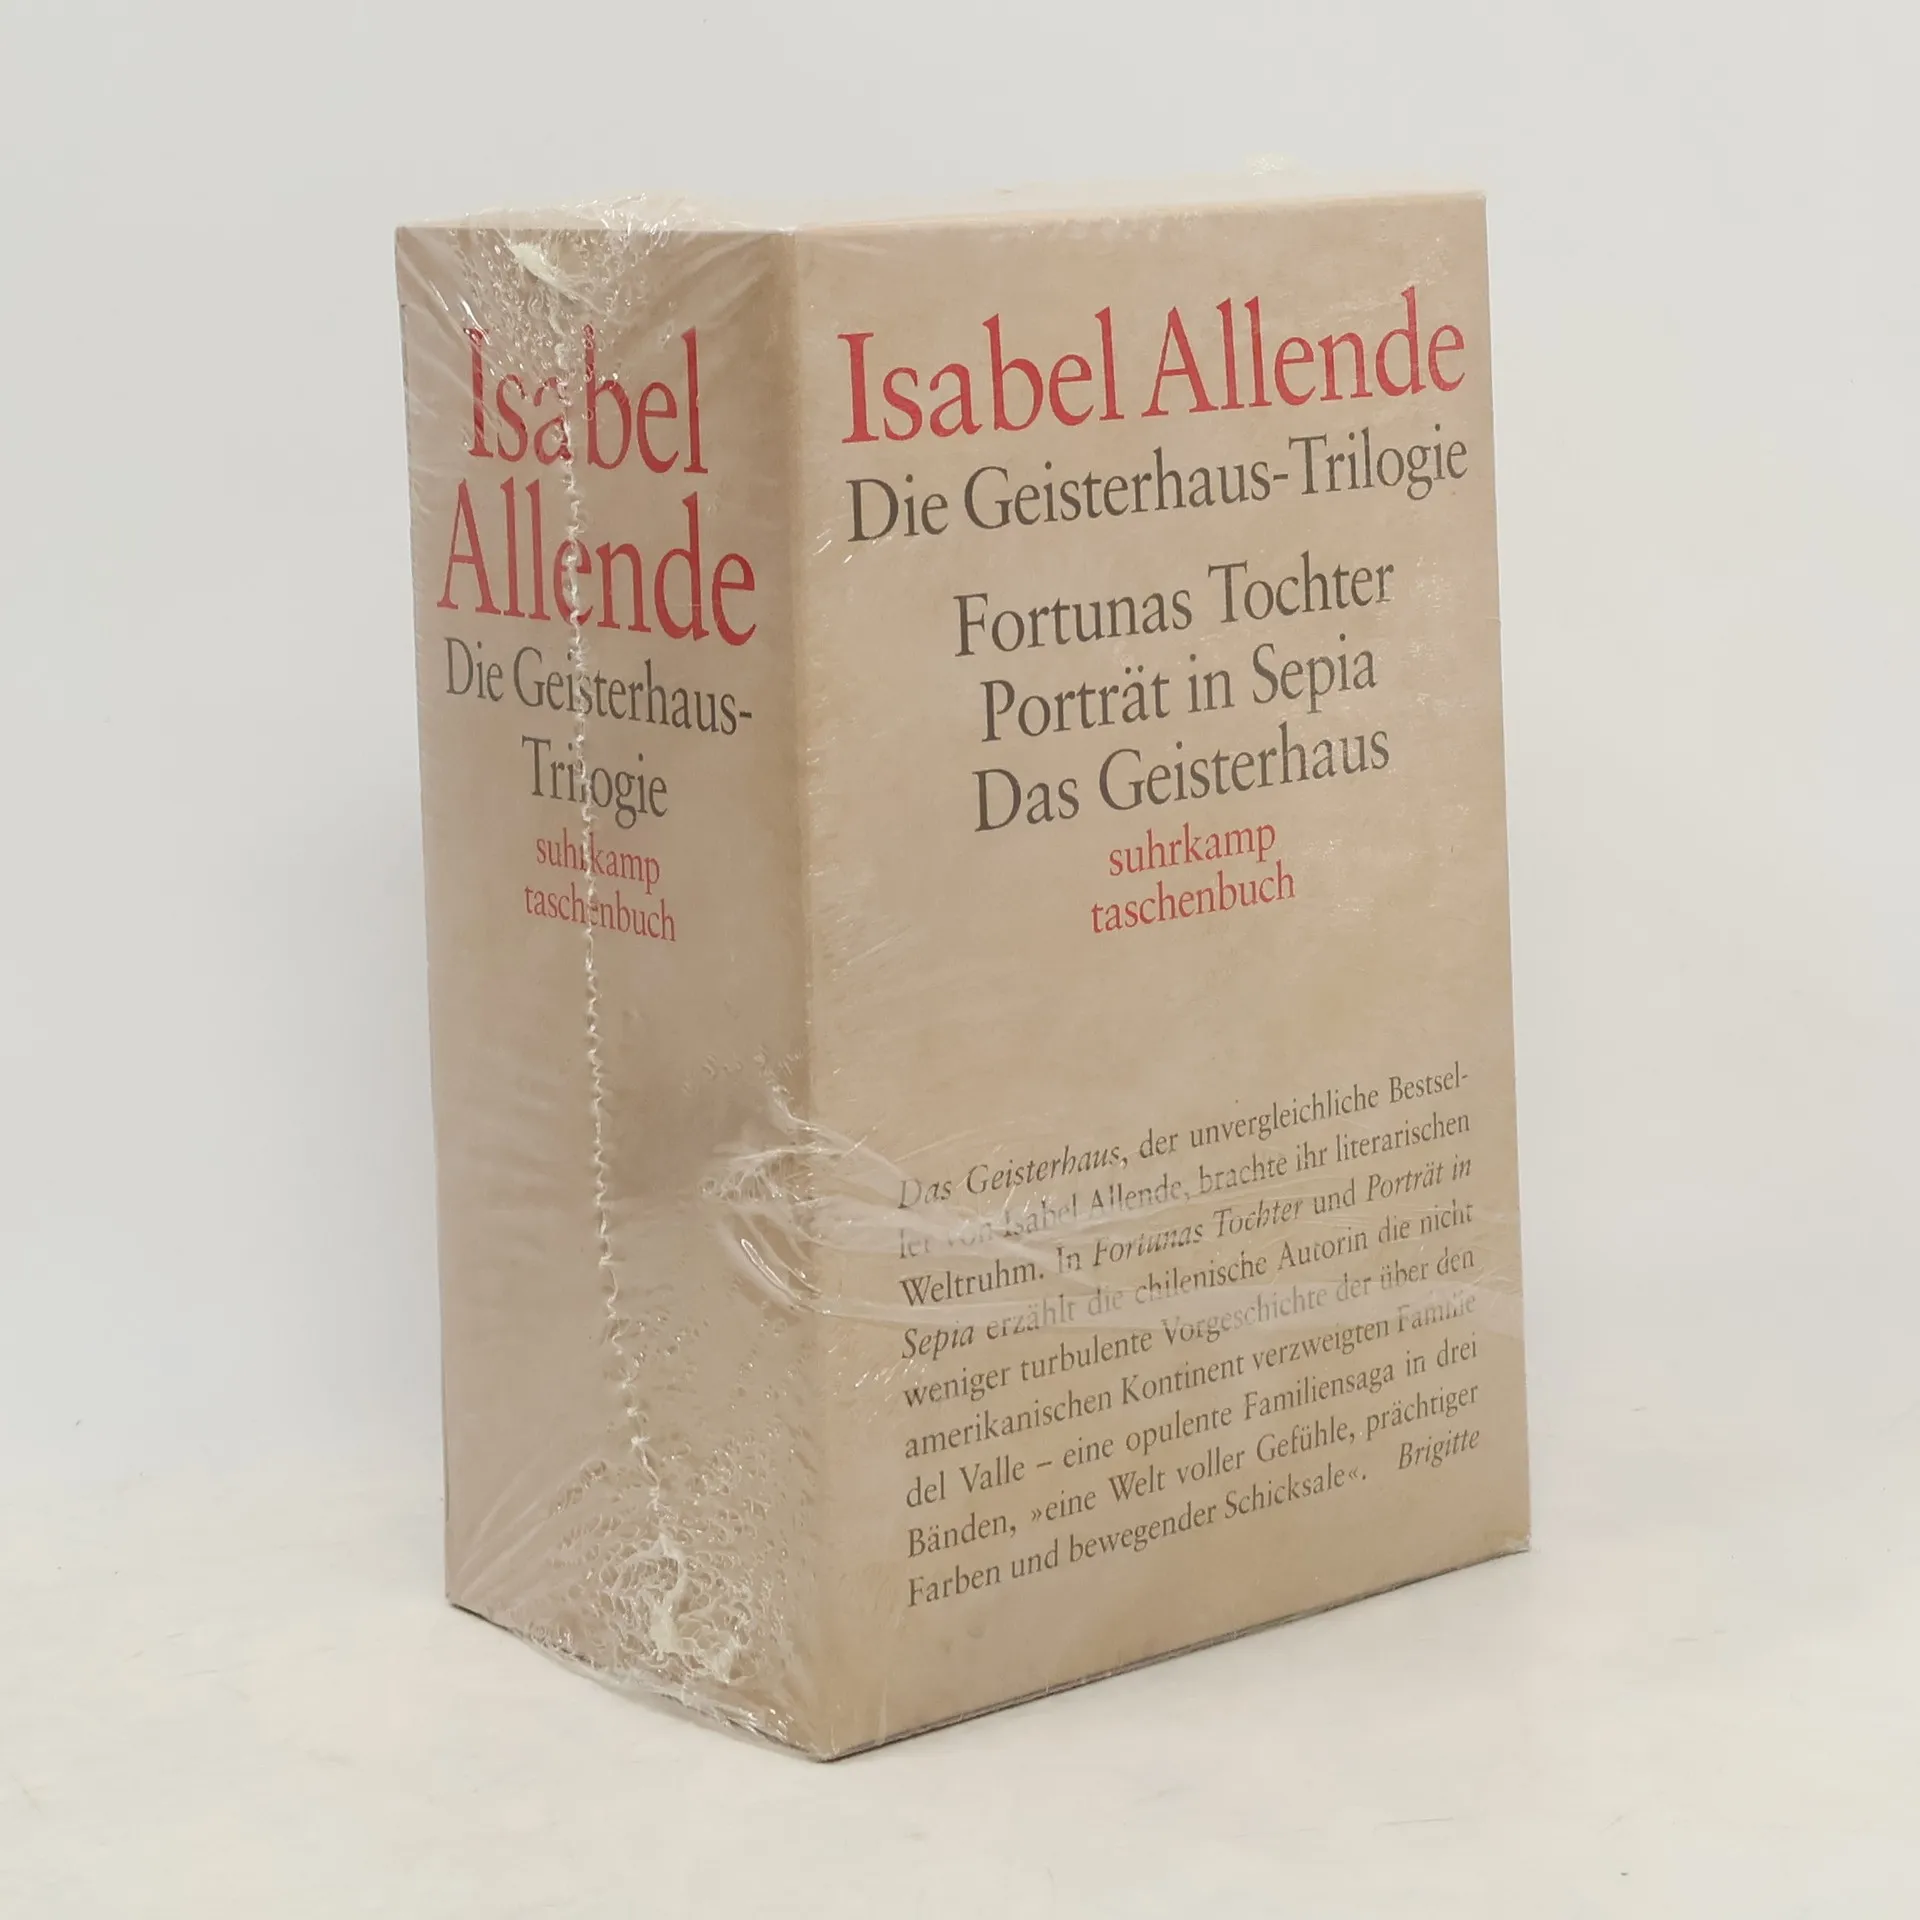 Isabel
Allende
Die Geisterhaus-
Trilogie
suhrkamp
taschenbuch
Isabel Allende
Die Geisterhaus-Trilogie
Fortunas Tochter
Porträt in Sepia
Das Geisterhaus
suhrkamp
taschenbuch
Das Geisterhaus, der unvergleichliche Bestsel-
ler von Isabel Allende, brachte ihr literarischen
Weltruhm. In Fortunas Tochter und Porträt in
Sepia erzählt die chilenische Autorin die nicht
weniger turbulente Vorgeschichte der über den
amerikanischen Kontinent verzweigten Familie
del Valle – eine opulente Familiensaga in drei
Bänden, »eine Welt voller Gefühle, prächtiger
Farben und bewegender Schicksale«. Brigitte